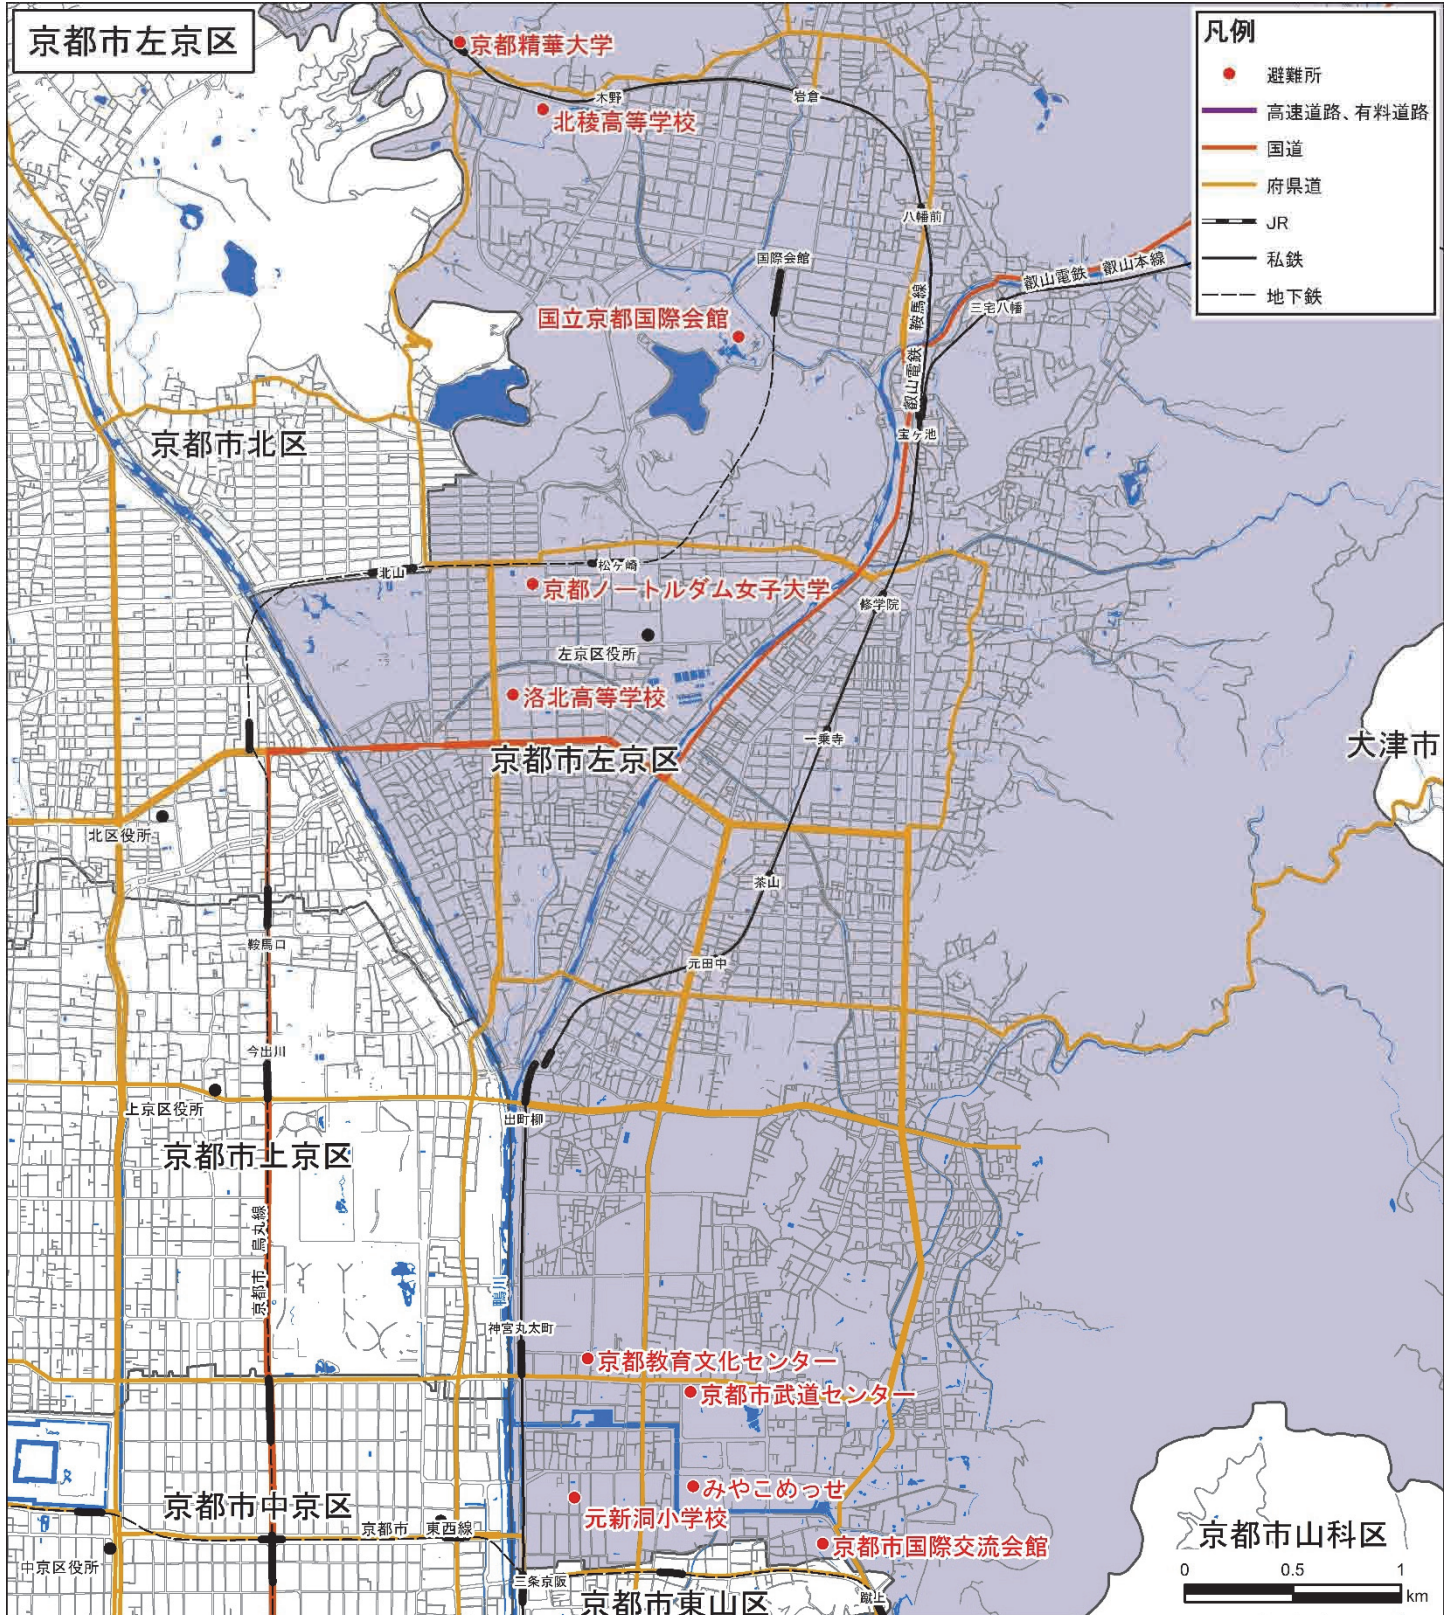 京都市左京区
凡例
避難所
高速道路、有料道路
国道
府県道
JR
私鉄
地下鉄
京都精華大学
木野
岩倉
北稜高等学校
八幡前
国際会館
叡山電鉄 叡山本線
三宅八幡
国立京都国際会館
叡山電鉄 鞍馬線
宝ヶ池
京都市北区
北山
松ヶ崎
京都ノートルダム女子大学
修学院
左京区役所
洛北高等学校
一乗寺
京都市左京区
大津市
北区役所
茶山
鞍馬口
元田中
今出川
上京区役所
出町柳
京都市上京区
京都市 烏丸線
鴨川
神宮丸太町
京都教育文化センター
京都市武道センター
みやこめっせ
元新洞小学校
京都市中京区
京都市 東西線
京都市国際交流会館
京都市山科区
中京区役所
三条京阪
京都市東山区
蹴上
0 0.5 1
km